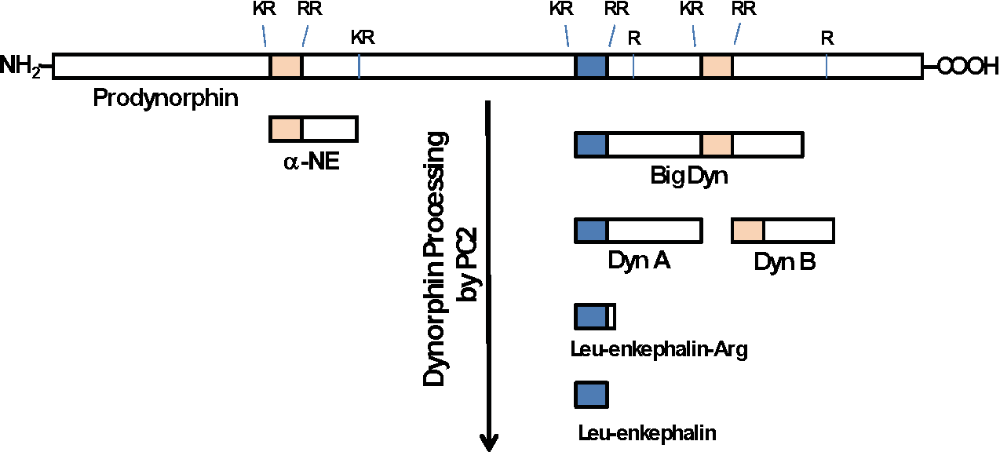 KR RR KR RR KR RR
KR R R
NH2 COOH
Prodynorphin
α-NE
Big Dyn
Dynorphin Processing
by PC2
Dyn A Dyn B
Leu-enkephalin-Arg
Leu-enkephalin